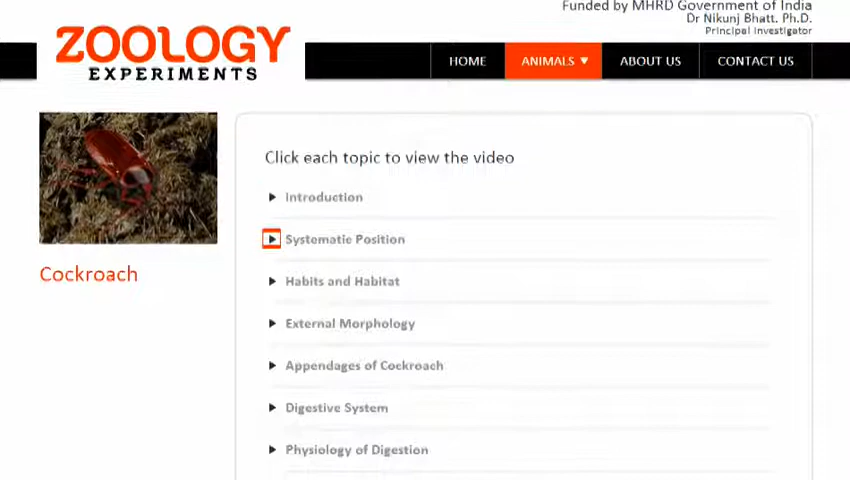 Funded by MHRD Government of India
Dr Nikunj Bhatt. Ph.D.
Principal Investigator
ZOOLOGY
EXPERIMENTS
HOME
ANIMALS ▼
ABOUT US
CONTACT US
Click each topic to view the video
Introduction
Systematic Position
Habits and Habitat
External Morphology
Appendages of Cockroach
Digestive System
Physiology of Digestion
Cockroach